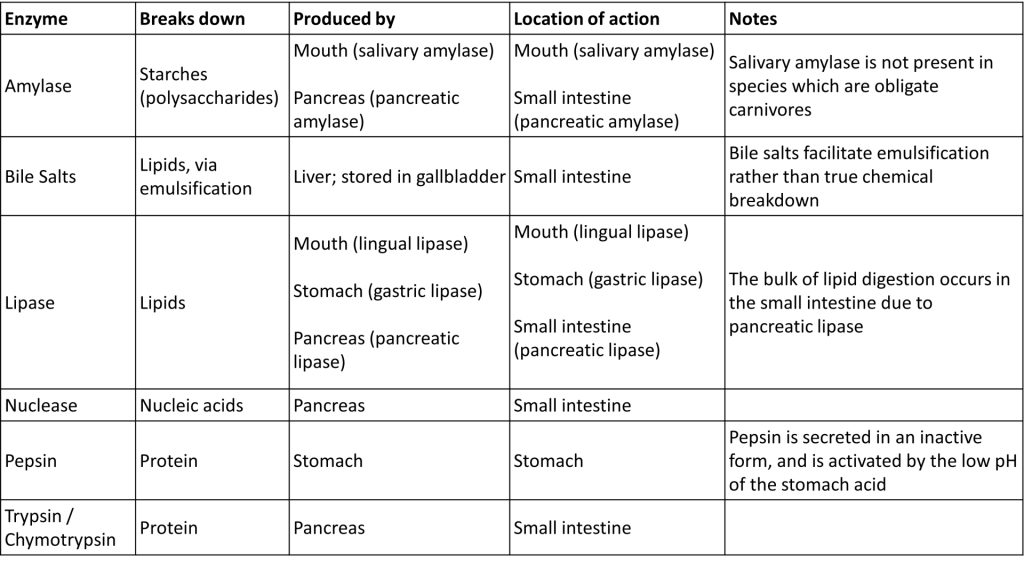 Enzyme
Breaks down
Produced by
Location of action
Notes
Amylase
Starches
(polysaccharides)
Mouth (salivary amylase)
Pancreas (pancreatic
amylase)
Mouth (salivary amylase)
Small intestine
(pancreatic amylase)
Salivary amylase is not present in
species which are obligate
carnivores
Bile Salts
Lipids, via
emulsification
Liver; stored in gallbladder
Small intestine
Bile salts facilitate emulsification
rather than true chemical
breakdown
Lipase
Lipids
Mouth (lingual lipase)
Stomach (gastric lipase)
Pancreas (pancreatic
lipase)
Mouth (lingual lipase)
Stomach (gastric lipase)
Small intestine
(pancreatic lipase)
The bulk of lipid digestion occurs in
the small intestine due to
pancreatic lipase
Nuclease
Nucleic acids
Pancreas
Small intestine
Pepsin
Protein
Stomach
Stomach
Pepsin is secreted in an inactive
form, and is activated by the low pH
of the stomach acid
Trypsin /
Chymotrypsin
Protein
Pancreas
Small intestine